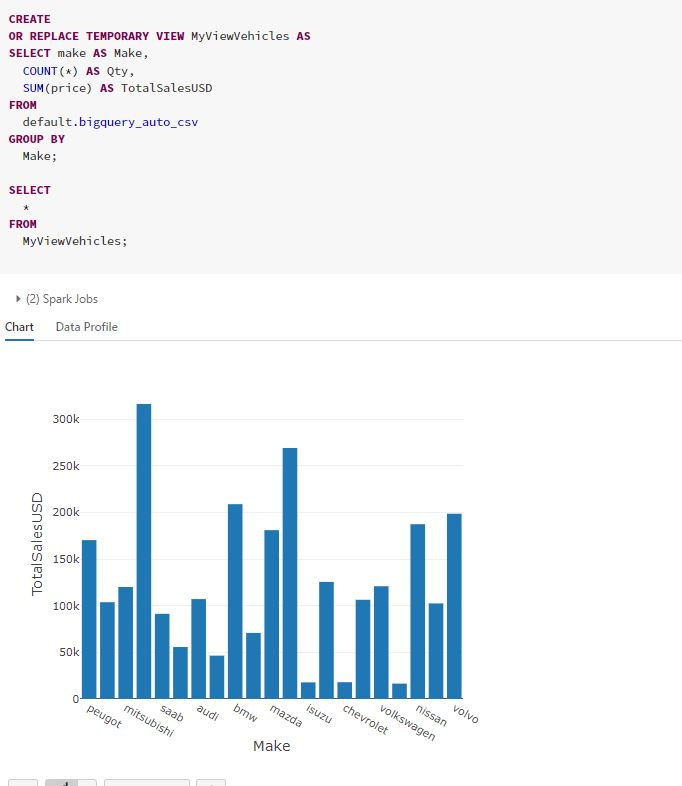 CREATE
OR REPLACE TEMPORARY VIEW MyViewVehicles AS
SELECT make AS Make,
COUNT(*) AS Qty,
SUM(price) AS TotalSalesUSD
FROM
default.bigquery_auto_csv
GROUP BY
Make;
SELECT
*
FROM
MyViewVehicles;
(2) Spark Jobs
Chart Data Profile
300k
250k
200k
150k
100k
50k
0
TotalSalesUSD
peugot mitsubishi saab audi bmw mazda isuzu chevrolet volkswagen nissan volvo
Make